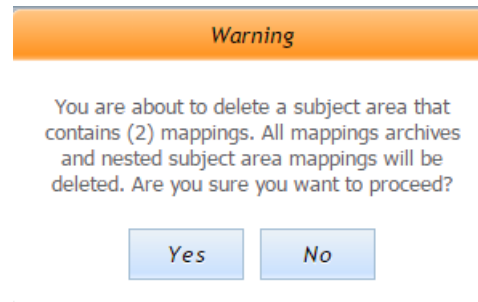 Warning
You are about to delete a subject area that
contains (2) mappings. All mappings archives
and nested subject area mappings will be
deleted. Are you sure you want to proceed?
Yes
No